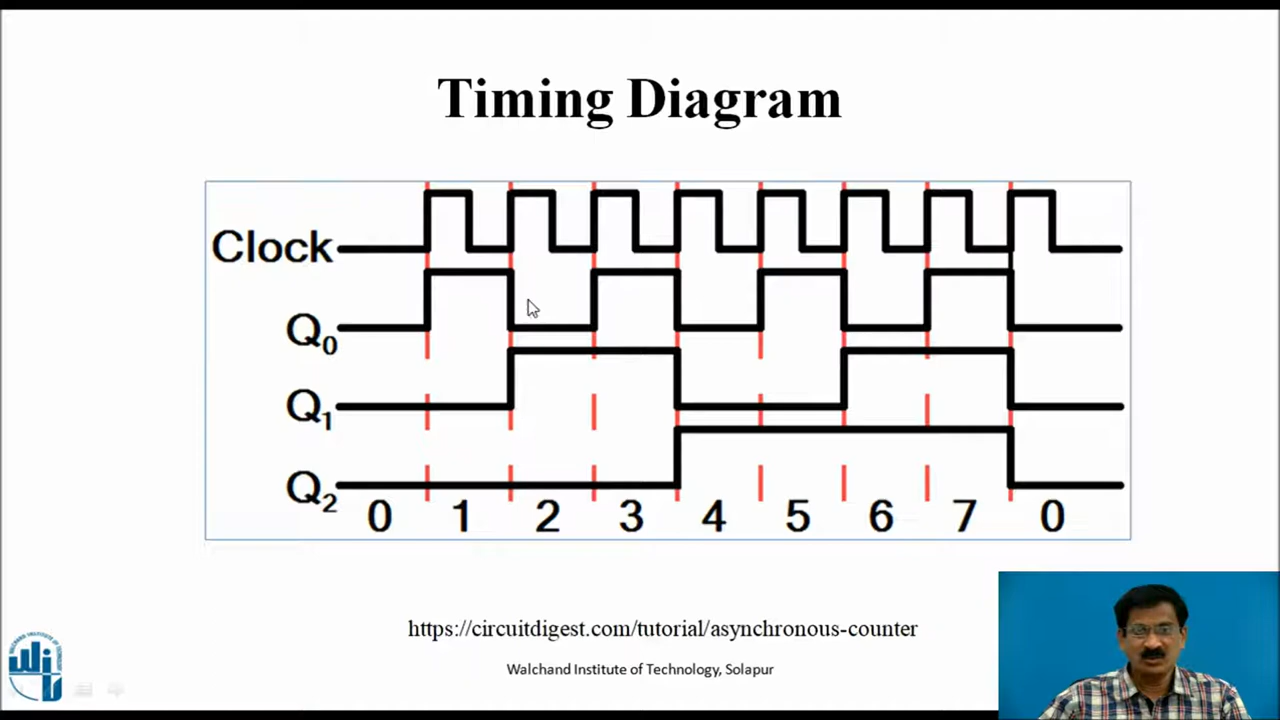 Timing Diagram
Clock
Q0
Q1
Q2
0 1 2 3 4 5 6 7 0
https://circuitdigest.com/tutorial/asynchronous-counter
Walchand Institute of Technology, Solapur